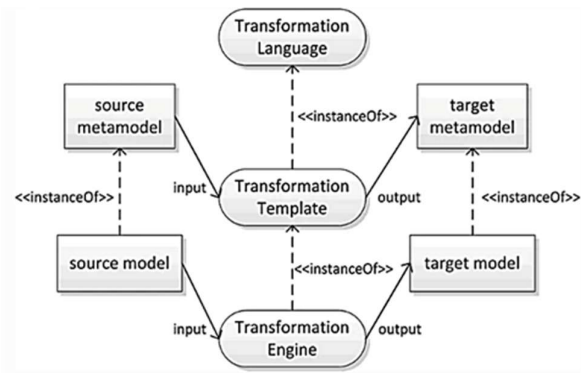 Transformation
Language
source
metamodel
<<instanceOf>>
target
metamodel
<<instanceOf>>
input
Transformation
Template
output
<<instanceOf>>
source model
<<instanceOf>>
target model
input
Transformation
Engine
output